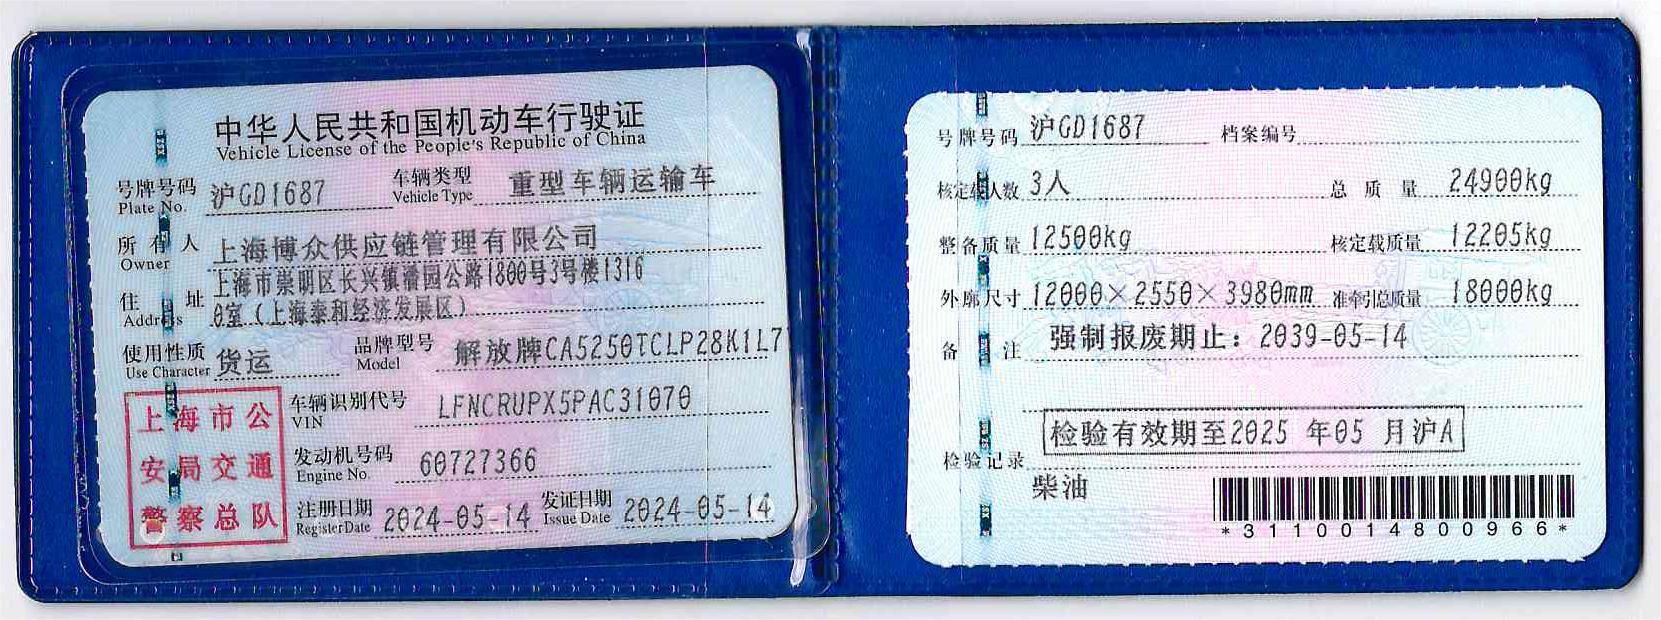 中华人民共和国机动车行驶证
Vehicle License of the People's Republic of China
号牌号码 沪GD1687 车辆类型 重型车辆运输车
Plate No. Vehicle Type
所有人 上海博众供应链管理有限公司
Owner
住址 上海市崇明区长兴镇潘园公路1800号3号楼1316
Address 0室（上海泰和经济发展区）
使用性质 货运 品牌型号 解放牌CA5250TCLP28K1L7
Use Character Model
上海市公
安局交通
警察总队
车辆识别代号 LFNCRUPX5PAC31070
VIN
发动机号码 60727366
Engine No.
注册日期 2024-05-14 发证日期 2024-05-14
Register Date Issue Date
号牌号码 沪GD1687 档案编号
核定载人数 3人 总质量 24900kg
整备质量 12500kg 核定载质量 12205kg
外廓尺寸 12000×2550×3980mm 准牵引总质量 18000kg
备注 强制报废期止：2039-05-14
检验有效期至2025 年05 月沪A
检验记录
柴油
*3110014800966*